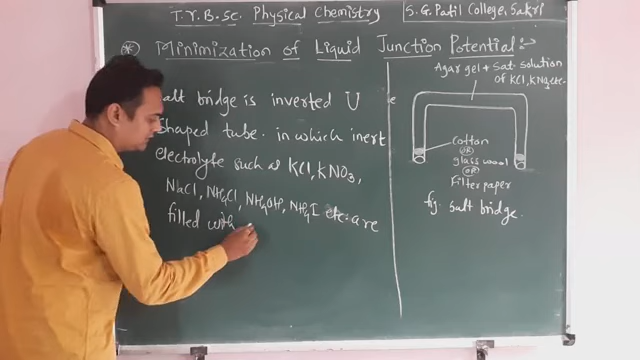 T.Y.B.Sc. Physical Chemistry
S.G. Patil College, Sakri
* Minimization of Liquid Junction Potential :->
salt bridge is inverted U
shaped tube. in which inert
electrolyte such as KCl, KNO3,
NaCl, NH4Cl, NH4OH, NH4I etc. are
filled with
Agar gel + Sat. solution
of KCl, KNO3 etc.
Cotton
OR
glass wool
OR
Filter paper
fig. Salt bridge.